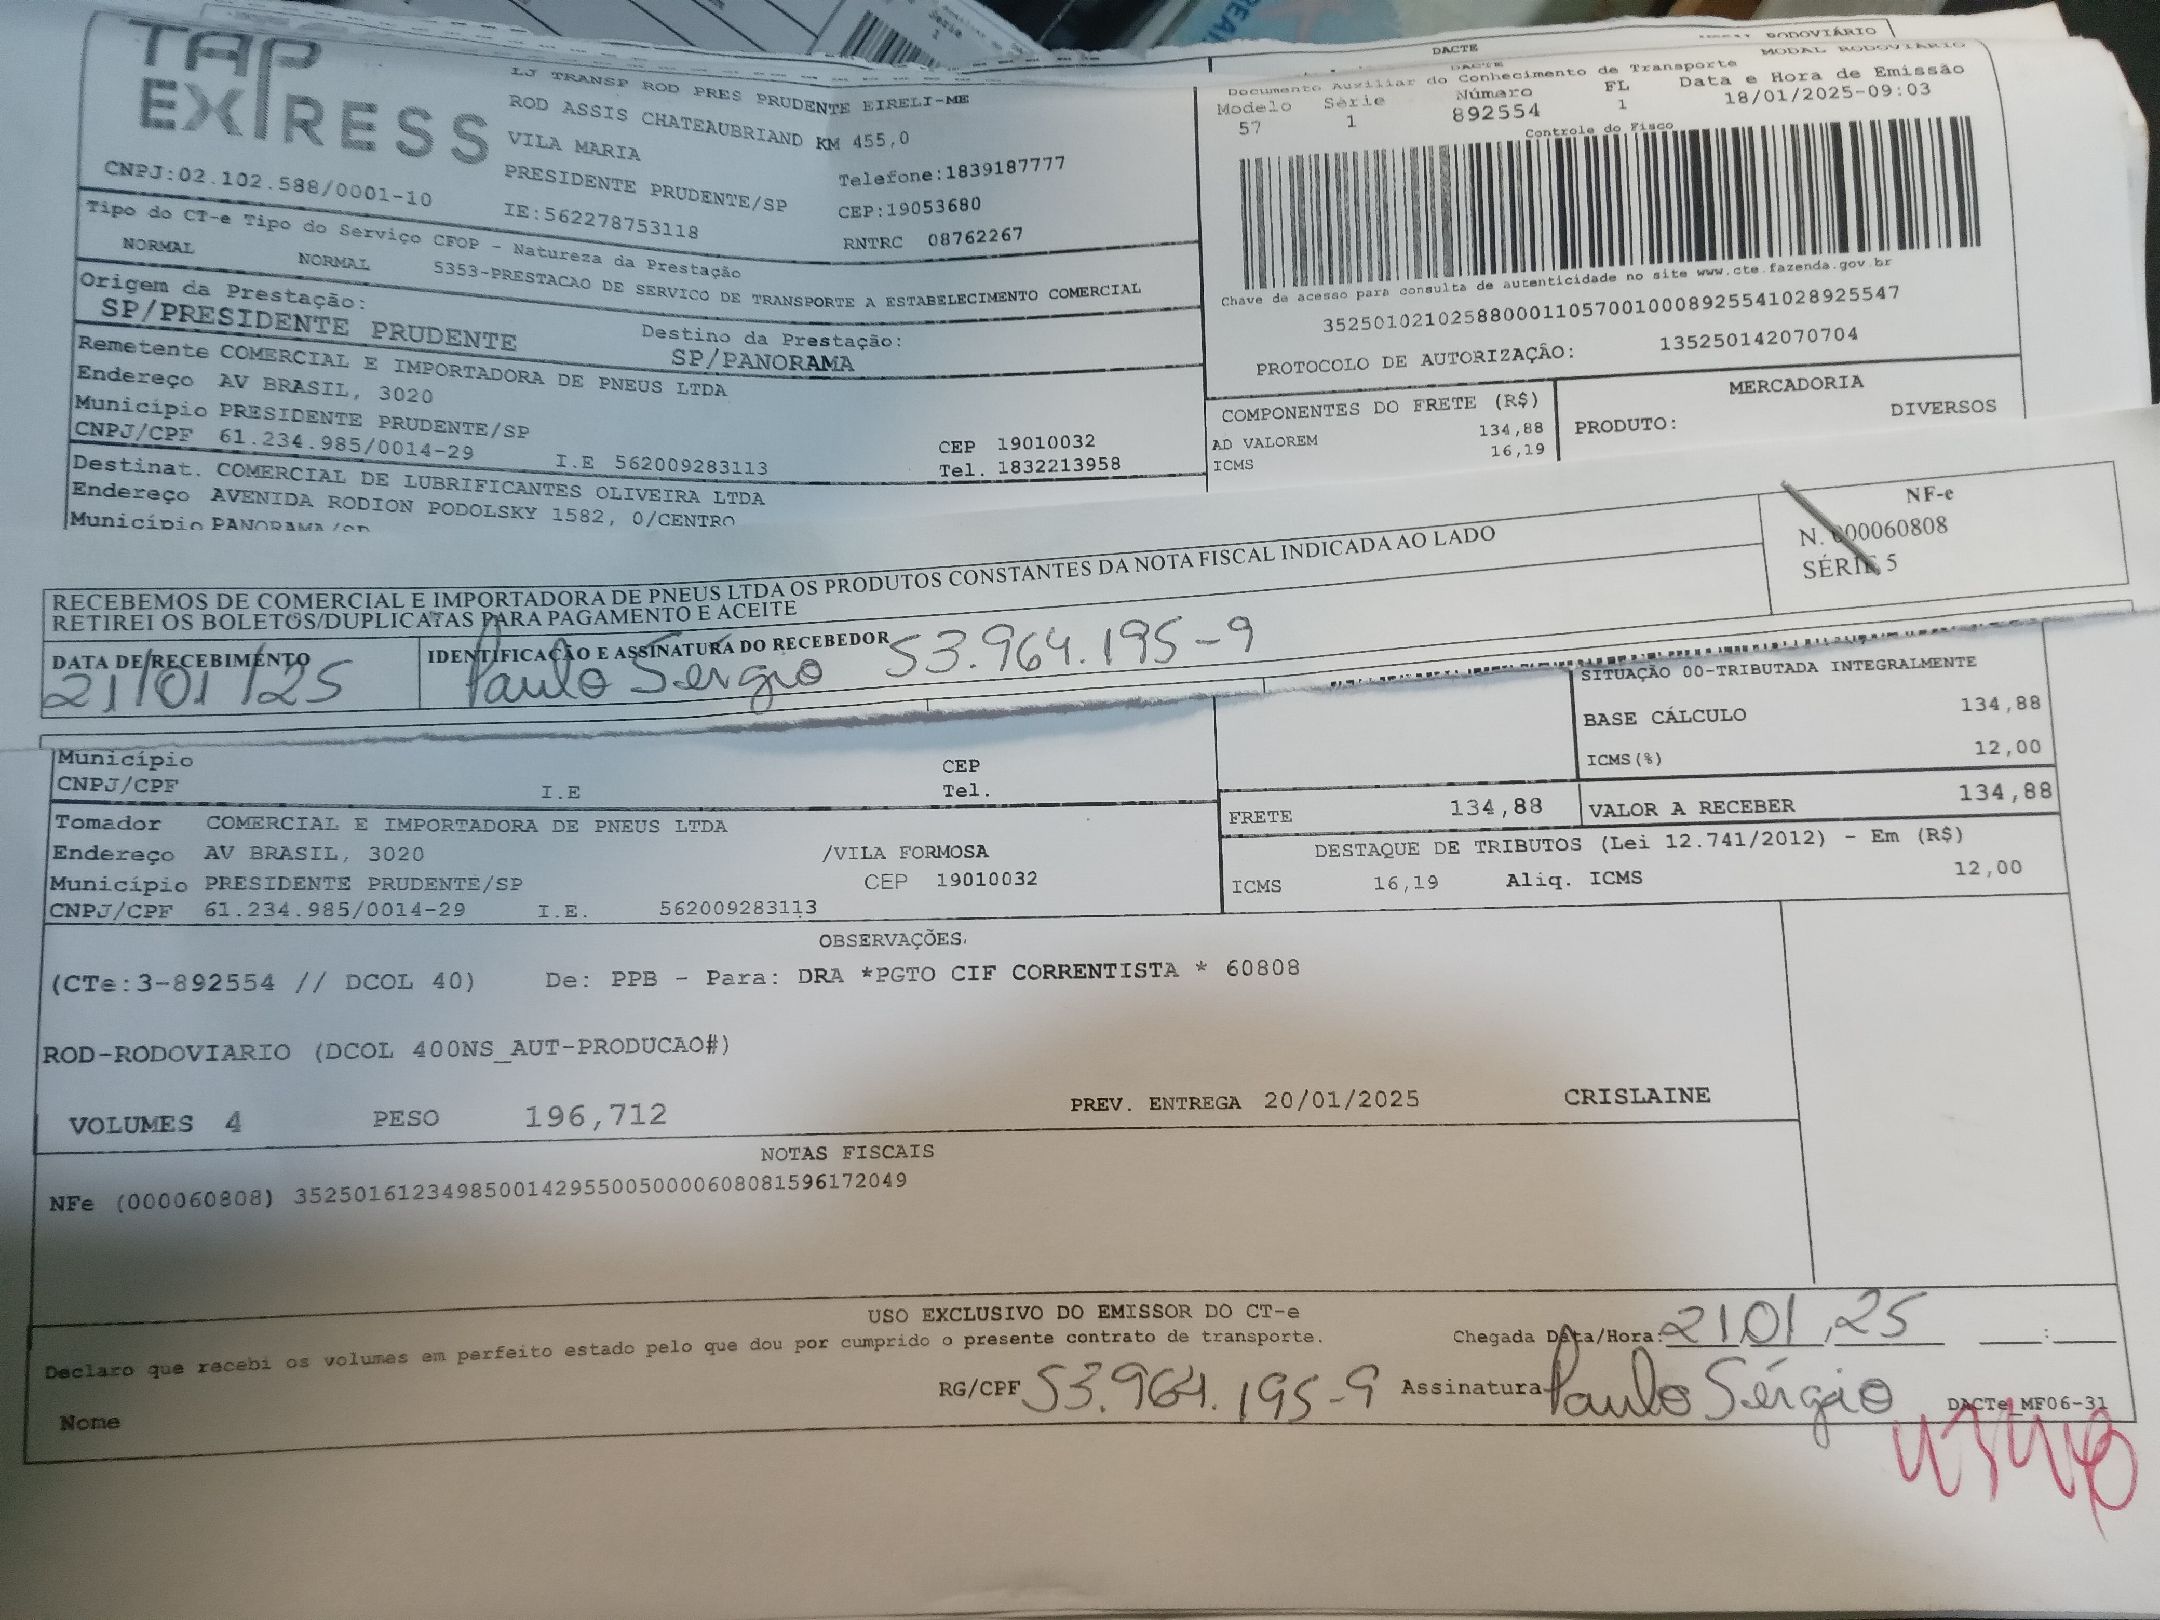 TAP
EXPRESS
LJ TRANSP ROD PRES PRUDENTE EIRELI-ME
ROD ASSIS CHATEAUBRIAND KM 455,0
VILA MARIA
Telefone:1839187777
CNPJ:02.102.588/0001-10
PRESIDENTE PRUDENTE/SP
CEP:19053680
IE:562278753118
RNTRC 08762267
DACTE
MODAL RODOVIÁRIO
Documento Auxiliar do Conhecimento de Transporte
Modelo Série Número FL Data e Hora de Emissão
57 1 892554 1 18/01/2025-09:03
Controle do Fisco
Chave de acesso para consulta de autenticidade no site www.cte.fazenda.gov.br
35250102102588000110570010008925541028925547
PROTOCOLO DE AUTORIZAÇÃO: 135250142070704
Tipo do CT-e Tipo do Serviço CFOP - Natureza da Prestação
NORMAL NORMAL 5353-PRESTACAO DE SERVICO DE TRANSPORTE A ESTABELECIMENTO COMERCIAL
Origem da Prestação: Destino da Prestação:
SP/PRESIDENTE PRUDENTE SP/PANORAMA
Remetente COMERCIAL E IMPORTADORA DE PNEUS LTDA
Endereço AV BRASIL, 3020
Município PRESIDENTE PRUDENTE/SP CEP 19010032
CNPJ/CPF 61.234.985/0014-29 I.E 562009283113 Tel. 1832213958
Destinat. COMERCIAL DE LUBRIFICANTES OLIVEIRA LTDA
Endereço AVENIDA RODION PODOLSKY 1582, 0/CENTRO
Município PANORAMA/SP
COMPONENTES DO FRETE (R$)
AD VALOREM 134,88
ICMS 16,19
MERCADORIA
PRODUTO: DIVERSOS
RECEBEMOS DE COMERCIAL E IMPORTADORA DE PNEUS LTDA OS PRODUTOS CONSTANTES DA NOTA FISCAL INDICADA AO LADO
RETIREI OS BOLETOS/DUPLICATAS PARA PAGAMENTO E ACEITE
NF-e
N. 000060808
SÉRIE 5
DATA DE RECEBIMENTO
21/01/25
IDENTIFICAÇÃO E ASSINATURA DO RECEBEDOR
Paulo Sérgio 53.964.195-9
SITUAÇÃO 00-TRIBUTADA INTEGRALMENTE
BASE CÁLCULO 134,88
ICMS(%) 12,00
Município CEP
CNPJ/CPF I.E Tel.
FRETE 134,88 VALOR A RECEBER 134,88
Tomador COMERCIAL E IMPORTADORA DE PNEUS LTDA
Endereço AV BRASIL, 3020 /VILA FORMOSA
Município PRESIDENTE PRUDENTE/SP CEP 19010032
CNPJ/CPF 61.234.985/0014-29 I.E. 562009283113
DESTAQUE DE TRIBUTOS (Lei 12.741/2012) - Em (R$)
ICMS 16,19 Aliq. ICMS 12,00
OBSERVAÇÕES.
(CTe:3-892554 // DCOL 40) De: PPB - Para: DRA *PGTO CIF CORRENTISTA * 60808
ROD-RODOVIARIO (DCOL 400NS_AUT-PRODUCAO#)
VOLUMES 4 PESO 196,712 PREV. ENTREGA 20/01/2025 CRISLAINE
NOTAS FISCAIS
NFe (000060808) 35250161234985001429550050000608081596172049
USO EXCLUSIVO DO EMISSOR DO CT-e
Declaro que recebi os volumes em perfeito estado pelo que dou por cumprido o presente contrato de transporte. Chegada Data/Hora: 21 01 25 :
RG/CPF 53.964.195-9 Assinatura Paulo Sérgio DACTe_MF06-31
Nome